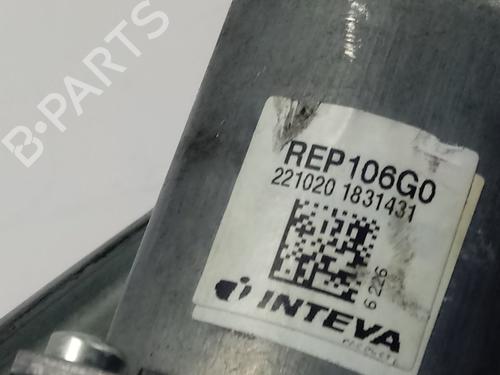 B-PARTS
REP106G0
221020 1831431
6 226
INTEVA